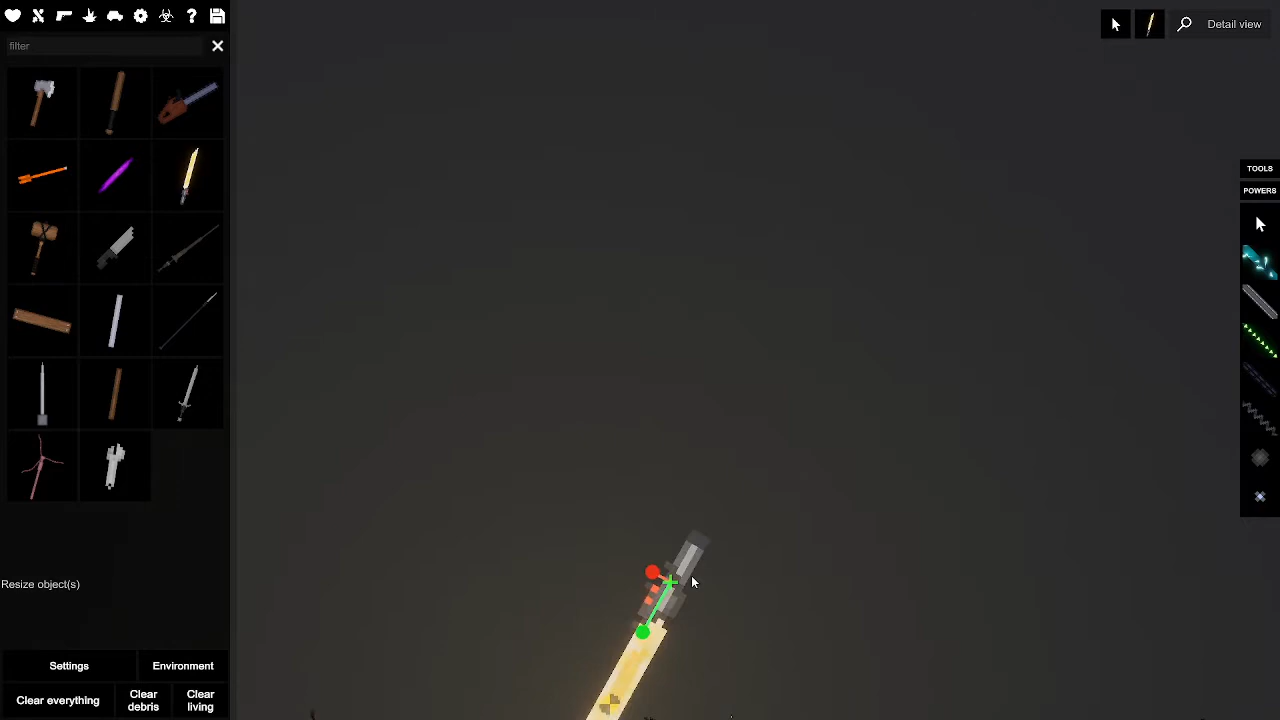 filter
Detail view
TOOLS
POWERS
Resize object(s)
Settings
Environment
Clear everything
Clear debris
Clear living